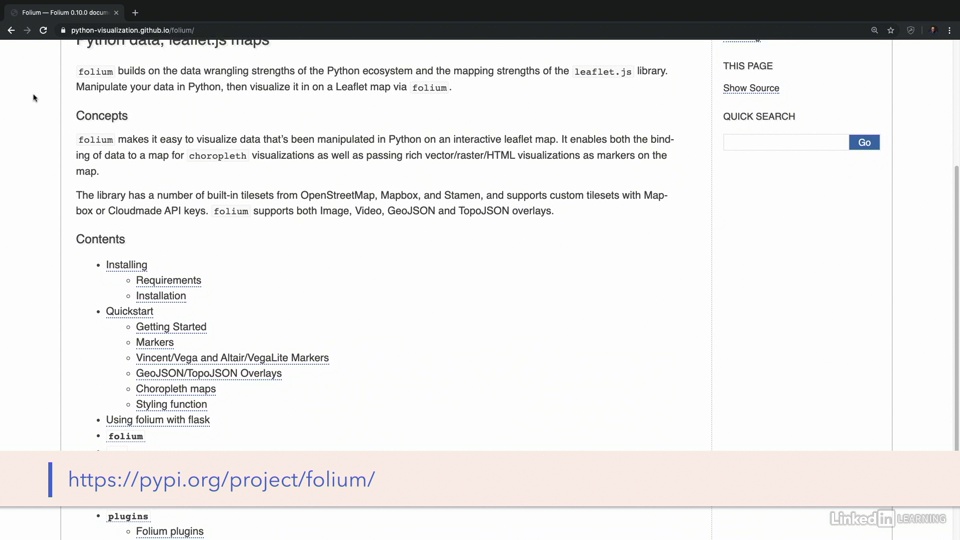 Folium — Folium 0.10.0 docum
python-visualization.github.io/folium/
Python data, leaflet.js maps
folium builds on the data wrangling strengths of the Python ecosystem and the mapping strengths of the leaflet.js library.
Manipulate your data in Python, then visualize it in on a Leaflet map via folium.
Concepts
folium makes it easy to visualize data that's been manipulated in Python on an interactive leaflet map. It enables both the bind-
ing of data to a map for choropleth visualizations as well as passing rich vector/raster/HTML visualizations as markers on the
map.
The library has a number of built-in tilesets from OpenStreetMap, Mapbox, and Stamen, and supports custom tilesets with Map-
box or Cloudmade API keys. folium supports both Image, Video, GeoJSON and TopoJSON overlays.
Contents
• Installing
◦ Requirements
◦ Installation
• Quickstart
◦ Getting Started
◦ Markers
◦ Vincent/Vega and Altair/VegaLite Markers
◦ GeoJSON/TopoJSON Overlays
◦ Choropleth maps
◦ Styling function
• Using folium with flask
• folium
• plugins
◦ Folium plugins
THIS PAGE
Show Source
QUICK SEARCH
Go
https://pypi.org/project/folium/
LinkedIn LEARNING